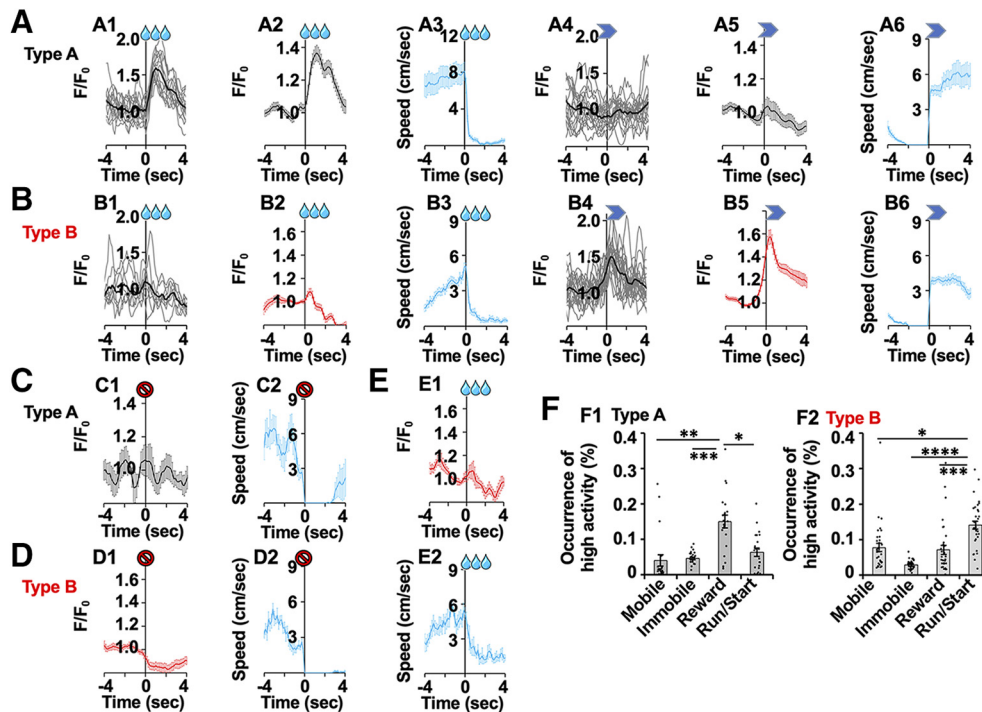 A
Type A
A1
2.0
1.5
1.0
F/F0
-4 0 4
Time (sec)
A2
1.4
1.2
1.0
F/F0
-4 0 4
Time (sec)
A3
12
8
4
Speed (cm/sec)
-4 0 4
Time (sec)
A4
2.0
1.5
1.0
F/F0
-4 0 4
Time (sec)
A5
1.4
1.2
1.0
F/F0
-4 0 4
Time (sec)
A6
9
6
3
Speed (cm/sec)
-4 0 4
Time (sec)
B
Type B
B1
2.0
1.5
1.0
F/F0
-4 0 4
Time (sec)
B2
1.6
1.4
1.2
1.0
F/F0
-4 0 4
Time (sec)
B3
9
6
3
Speed (cm/sec)
-4 0 4
Time (sec)
B4
2.0
1.5
1.0
F/F0
-4 0 4
Time (sec)
B5
1.6
1.4
1.2
1.0
F/F0
-4 0 4
Time (sec)
B6
9
6
3
Speed (cm/sec)
-4 0 4
Time (sec)
C
Type A
C1
1.4
1.2
1.0
F/F0
-4 0 4
Time (sec)
C2
9
6
3
Speed (cm/sec)
-4 0 4
Time (sec)
D
Type B
D1
1.6
1.4
1.2
1.0
F/F0
-4 0 4
Time (sec)
D2
9
6
3
Speed (cm/sec)
-4 0 4
Time (sec)
E
E1
1.6
1.4
1.2
1.0
F/F0
-4 0 4
Time (sec)
E2
9
6
3
Speed (cm/sec)
-4 0 4
Time (sec)
F
F1 Type A
0.4
0.3
0.2
0.1
0
Occurrence of
high activity (%)
**
***
*
Mobile
Immobile
Reward
Run/Start
F2 Type B
0.4
0.3
0.2
0.1
0
Occurrence of
high activity (%)
*
****
***
Mobile
Immobile
Reward
Run/Start